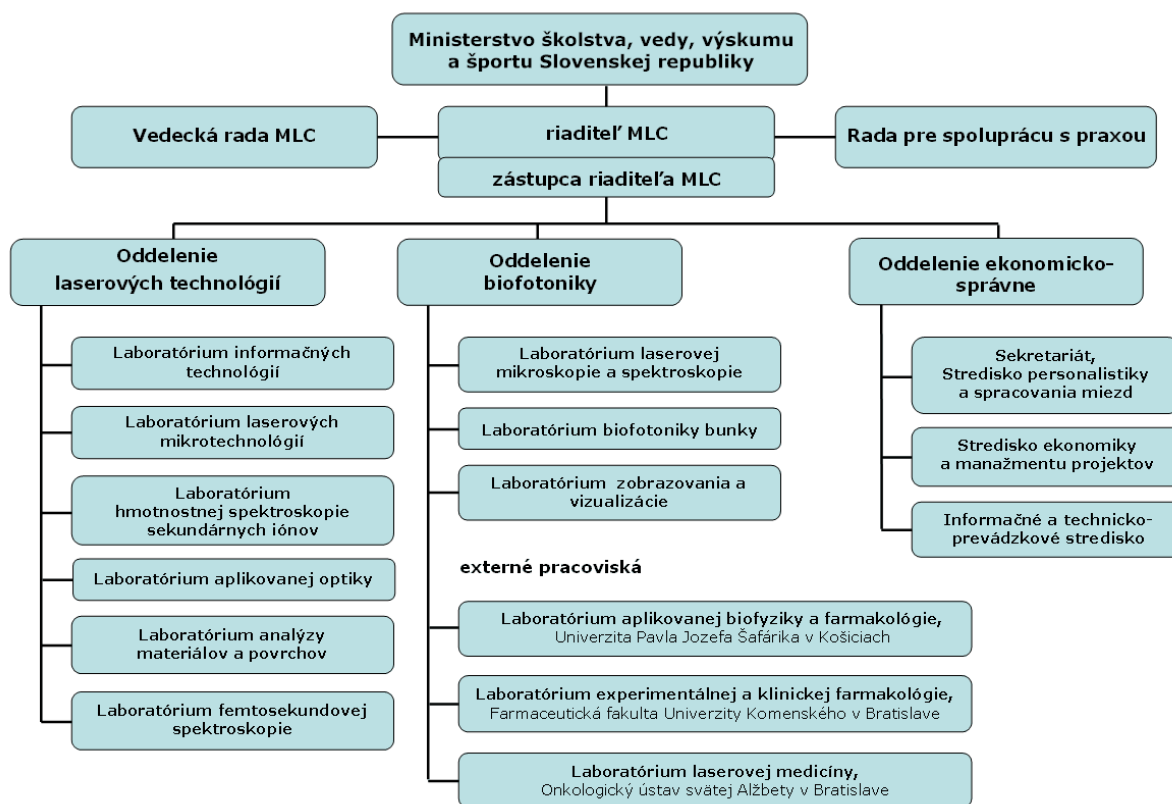 Ministerstvo školstva, vedy, výskumu
a športu Slovenskej republiky
Vedecká rada MLC
riaditeľ MLC
Rada pre spoluprácu s praxou
zástupca riaditeľa MLC
Oddelenie
laserových technológií
Laboratórium informačných
technológií
Laboratórium laserových
mikrotechnológií
Laboratórium
hmotnostnej spektroskopie
sekundárnych iónov
Laboratórium aplikovanej optiky
Laboratórium analýzy
materiálov a povrchov
Laboratórium femtosekundovej
spektroskopie
Oddelenie
biofotoniky
Laboratórium laserovej
mikroskopie a spektroskopie
Laboratórium biofotoniky bunky
Laboratórium zobrazovania a
vizualizácie
externé pracoviská
Laboratórium aplikovanej biofyziky a farmakológie,
Univerzita Pavla Jozefa Šafárika v Košiciach
Laboratórium experimentálnej a klinickej farmakológie,
Farmaceutická fakulta Univerzity Komenského v Bratislave
Laboratórium laserovej medicíny,
Onkologický ústav svätej Alžbety v Bratislave
Oddelenie ekonomicko-
správne
Sekretariát,
Stredisko personalistiky
a spracovania miezd
Stredisko ekonomiky
a manažmentu projektov
Informačné a technicko-
prevádzkové stredisko